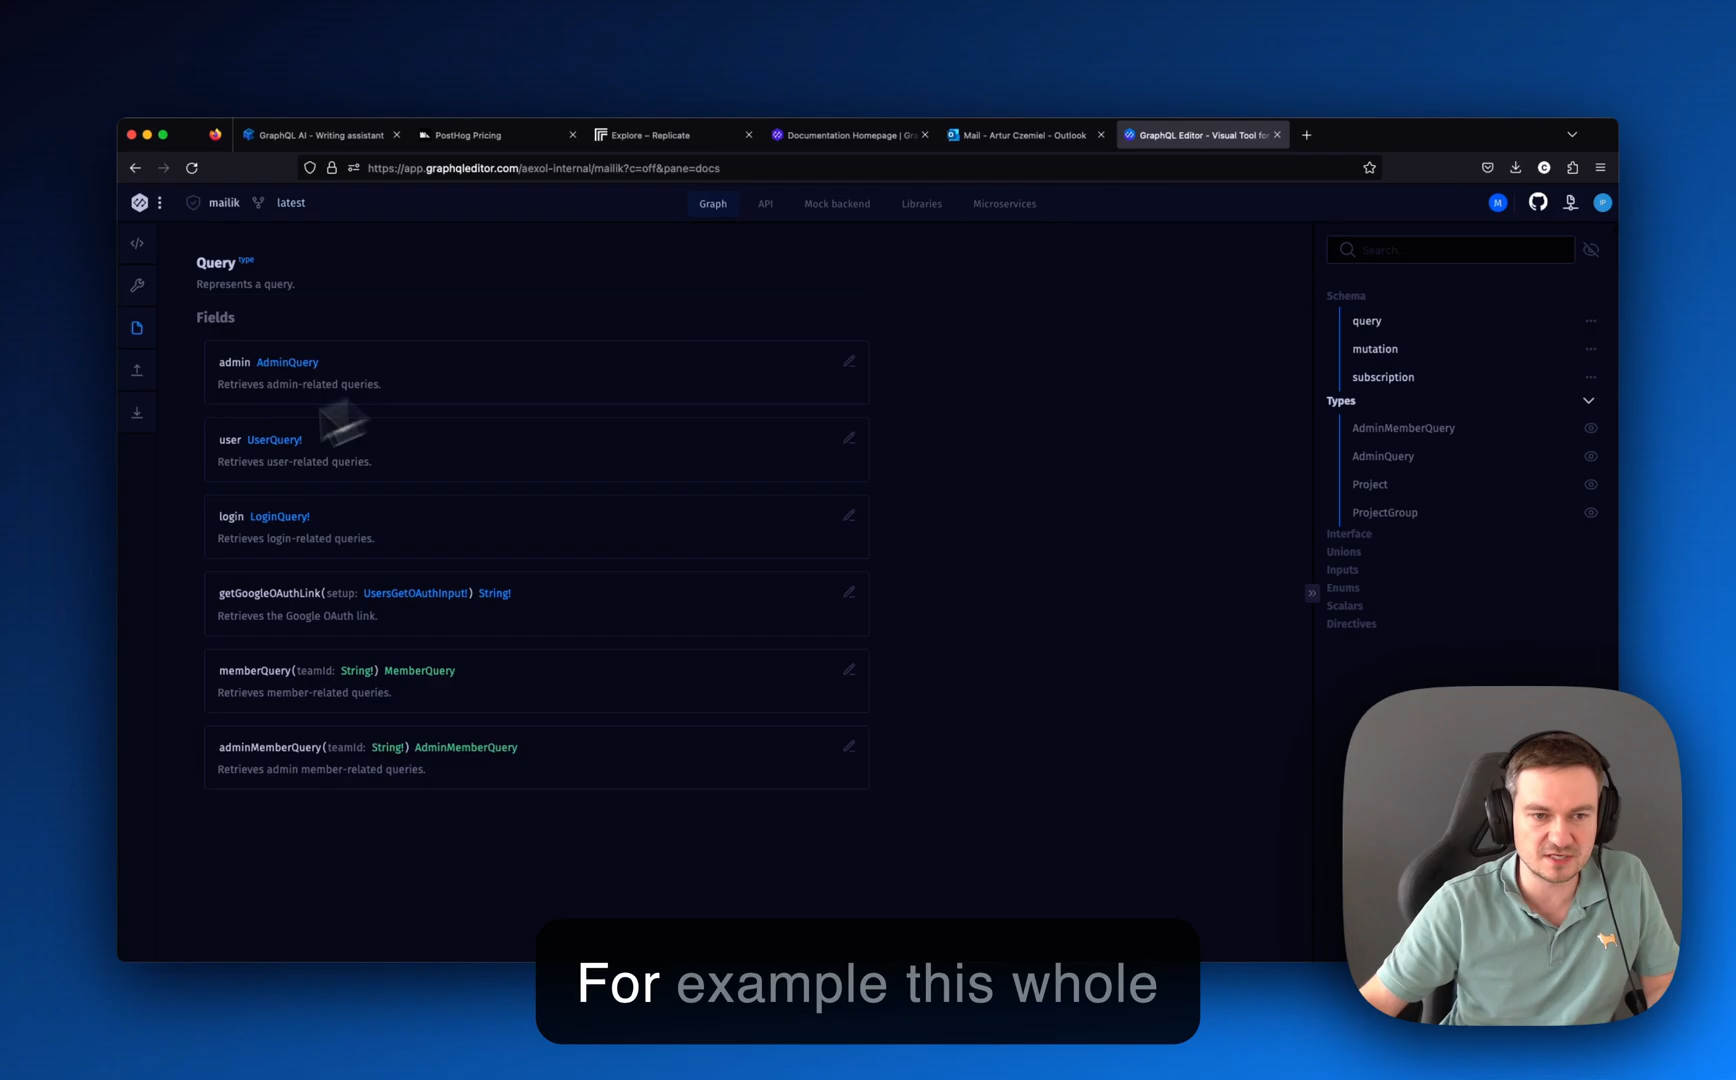 GraphQL AI - Writing assistant
PostHog Pricing
Explore – Replicate
Documentation Homepage | Gra
Mail - Artur Czemiel - Outlook
GraphQL Editor - Visual Tool for
https://app.graphqleditor.com/aexol-internal/mailik?c=off&pane=docs
mailik
latest
Graph
API
Mock backend
Libraries
Microservices
M
IP
Query type
Represents a query.
Fields
admin AdminQuery
Retrieves admin-related queries.
user UserQuery!
Retrieves user-related queries.
login LoginQuery!
Retrieves login-related queries.
getGoogleOAuthLink(setup: UsersGetOAuthInput!) String!
Retrieves the Google OAuth link.
memberQuery(teamId: String!) MemberQuery
Retrieves member-related queries.
adminMemberQuery(teamId: String!) AdminMemberQuery
Retrieves admin member-related queries.
Search...
Schema
query
mutation
subscription
Types
AdminMemberQuery
AdminQuery
Project
ProjectGroup
Interface
Unions
Inputs
Enums
Scalars
Directives
For example this whole